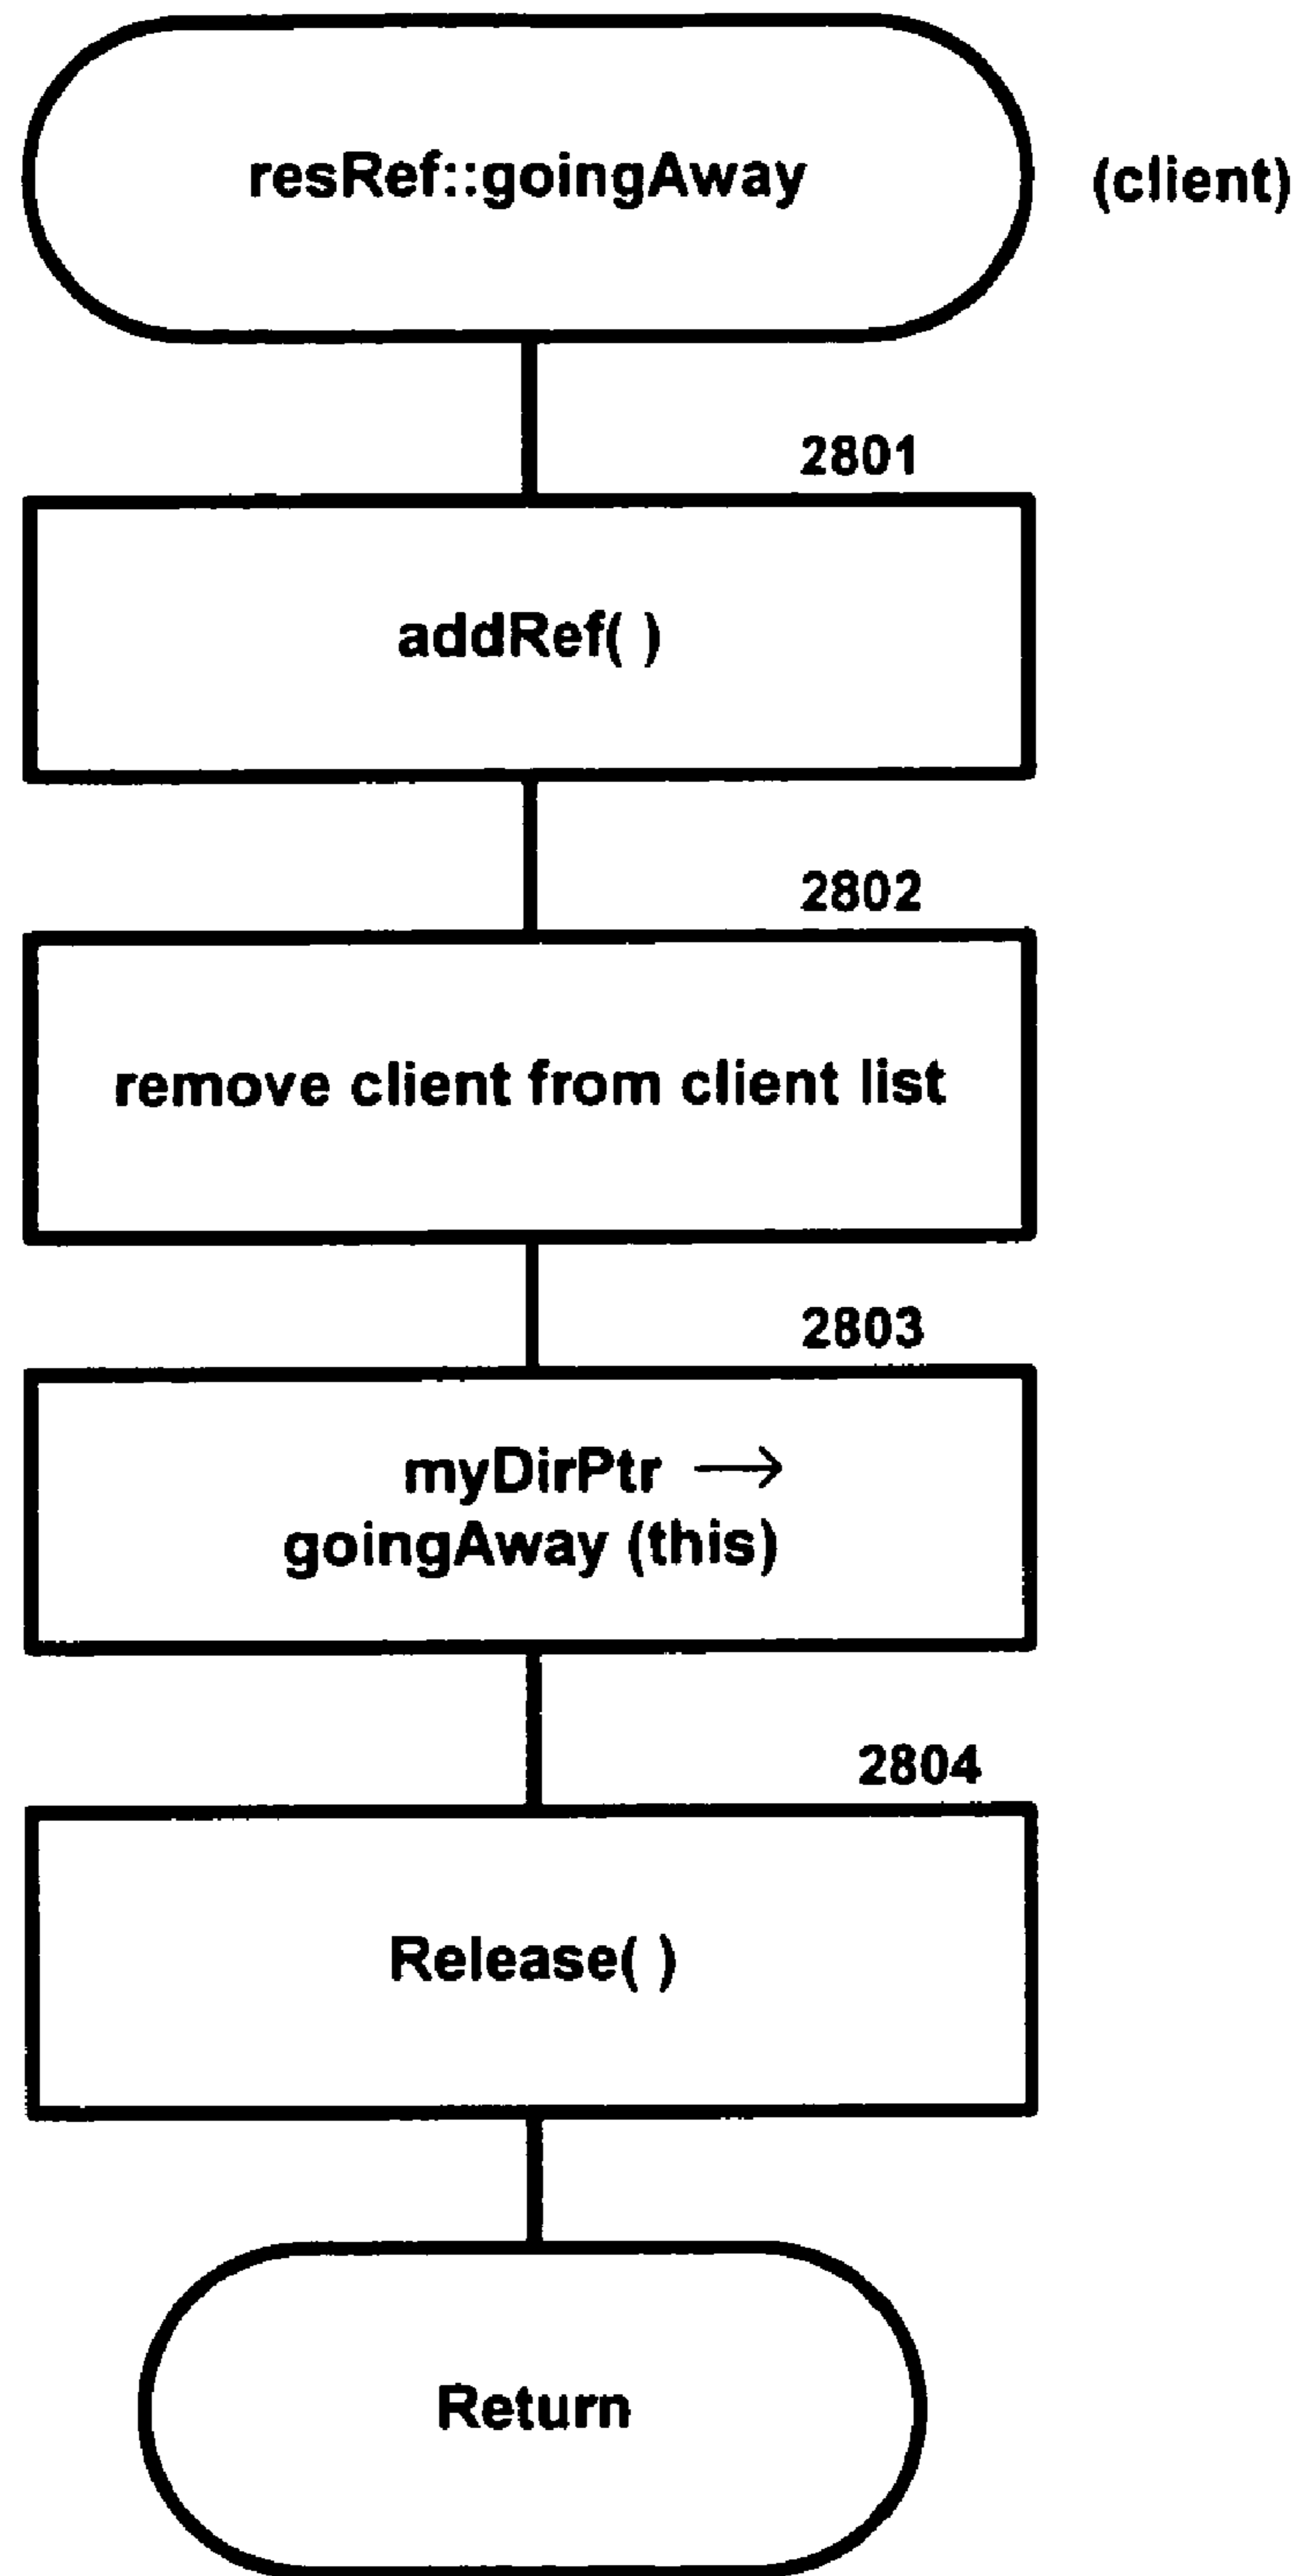 resRef::goingAway (client)
2801
addRef( )
2802
remove client from client list
2803
myDirPtr →
goingAway (this)
2804
Release( )
Return